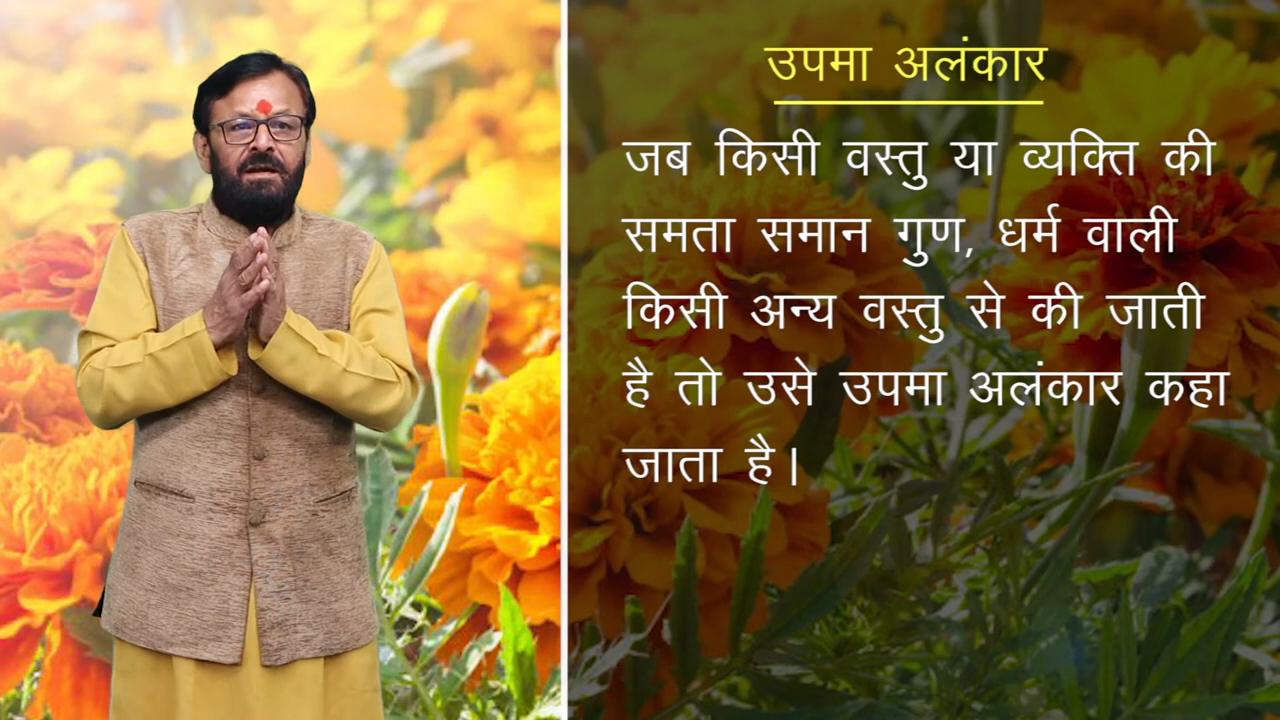 उपमा अलंकार
जब किसी वस्तु या व्यक्ति की
समता समान गुण, धर्म वाली
किसी अन्य वस्तु से की जाती
है तो उसे उपमा अलंकार कहा
जाता है।